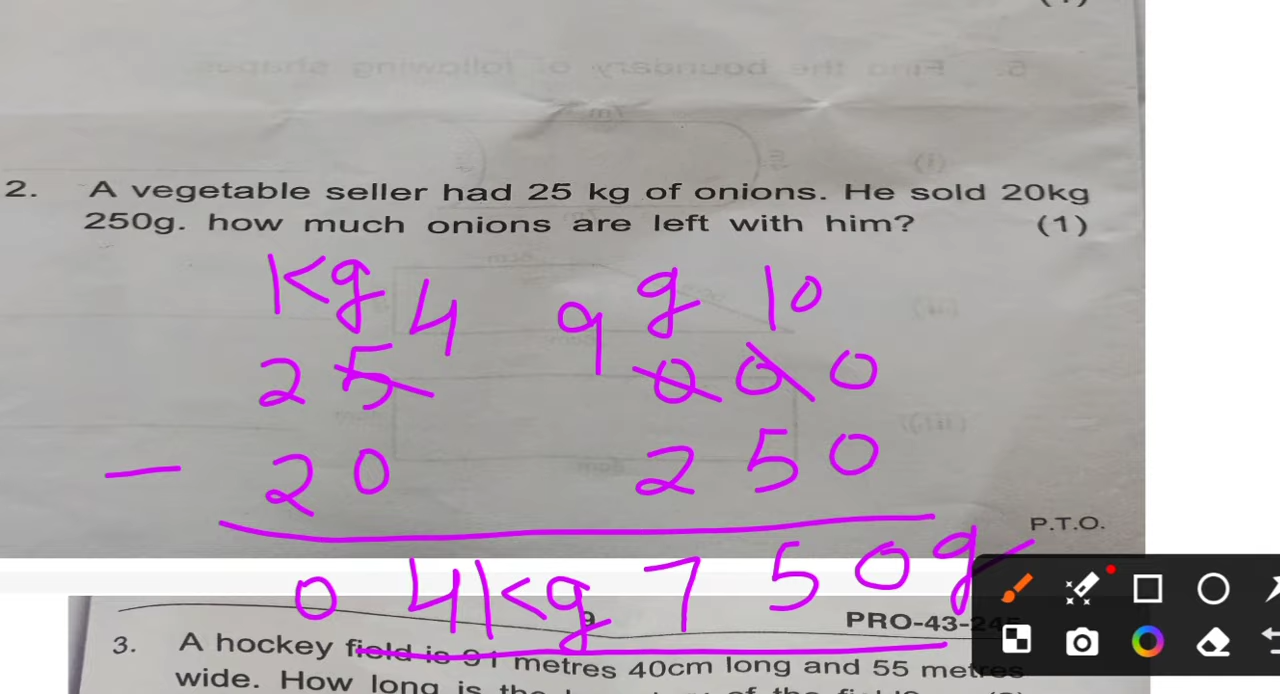 2. A vegetable seller had 25 kg of onions. He sold 20kg
250g. how much onions are left with him? (1)
Kg 4 9 g 10
25 000
- 20 250
P.T.O.
04kg 750g
PRO-43-24
3. A hockey field is 91 metres 40cm long and 55 metres
wide. How long is the